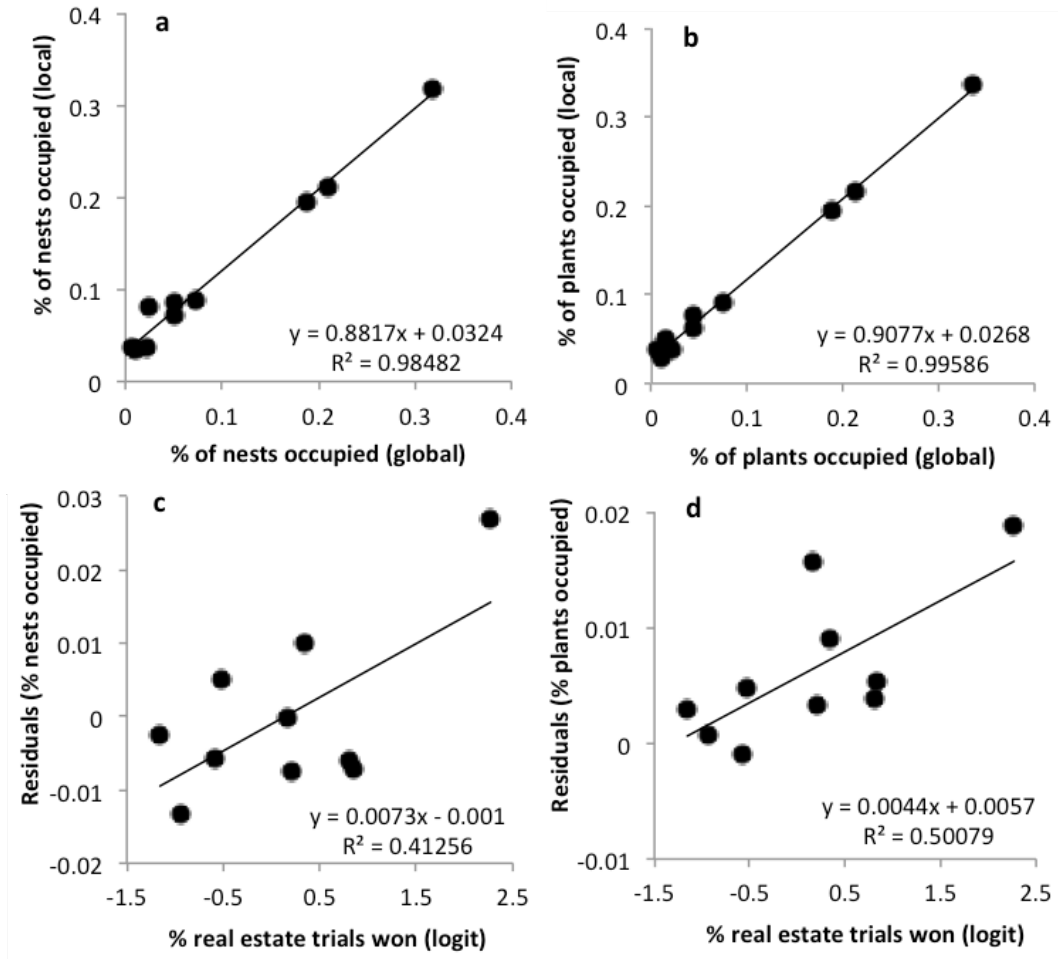 a
% of nests occupied (local)
0.4
0.3
0.2
0.1
0
y = 0.8817x + 0.0324
R² = 0.98482
0 0.1 0.2 0.3 0.4
% of nests occupied (global)
b
% of plants occupied (local)
0.4
0.3
0.2
0.1
0
y = 0.9077x + 0.0268
R² = 0.99586
0 0.1 0.2 0.3 0.4
% of plants occupied (global)
c
Residuals (% nests occupied)
0.03
0.02
0.01
0
-0.01
-0.02
y = 0.0073x - 0.001
R² = 0.41256
-1.5 -0.5 0.5 1.5 2.5
% real estate trials won (logit)
d
Residuals (% plants occupied)
0.02
0.01
0
-0.01
y = 0.0044x + 0.0057
R² = 0.50079
-1.5 -0.5 0.5 1.5 2.5
% real estate trials won (logit)